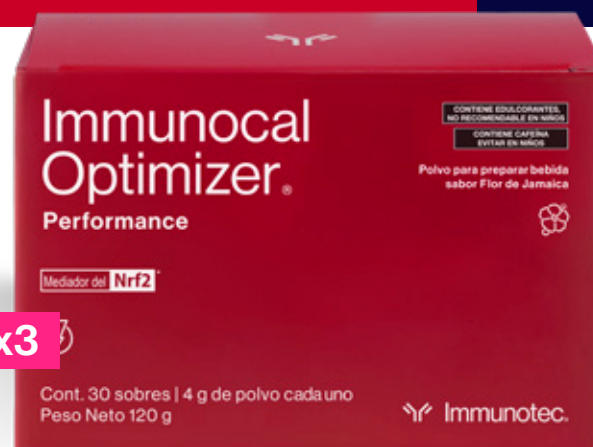 Immunocal
Optimizer®
Performance
CONTIENE EDULCORANTES,
NO RECOMENDABLE EN NIÑOS
CONTIENE CAFEÍNA
EVITAR EN NIÑOS
Polvo para preparar bebida
sabor Flor de Jamaica
Mediador del Nrf2
x3
Cont. 30 sobres | 4 g de polvo cada uno
Peso Neto 120 g
Immunotec.